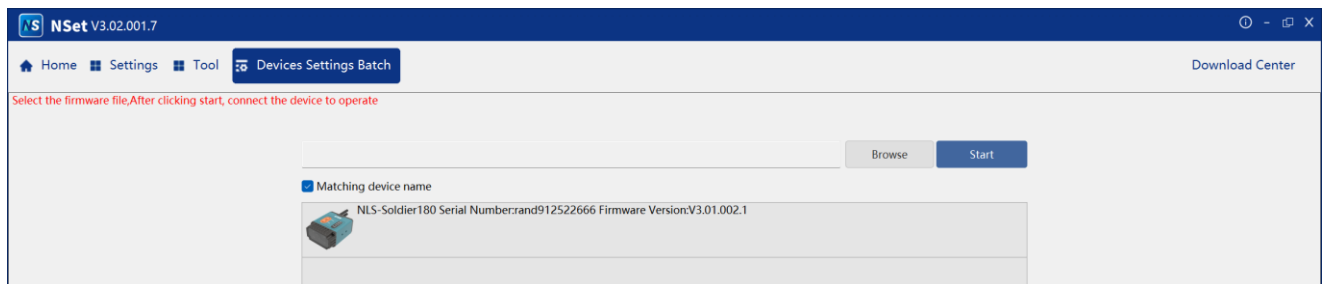 NS NSet V3.02.001.7
Home Settings Tool Devices Settings Batch Download Center
Select the firmware file,After clicking start, connect the device to operate
Browse Start
Matching device name
NLS-Soldier180 Serial Number:rand912522666 Firmware Version:V3.01.002.1